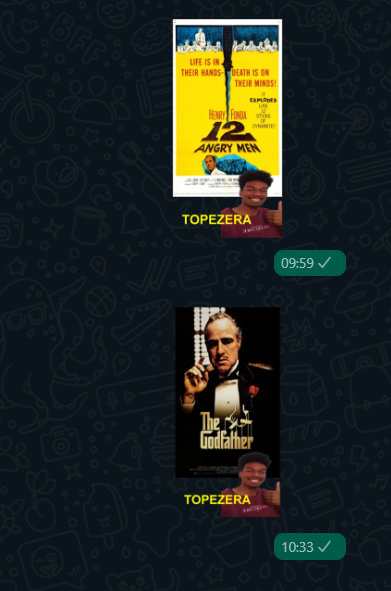 LIFE IS IN
THEIR HANDS- DEATH IS ON
THEIR MINDS!
IT
EXPLODES
LIKE
12
STICKS
OF
DYNAMITE!
HENRY FONDA
12
ANGRY MEN
TOPEZERA
09:59
The
Godfather
TOPEZERA
10:33